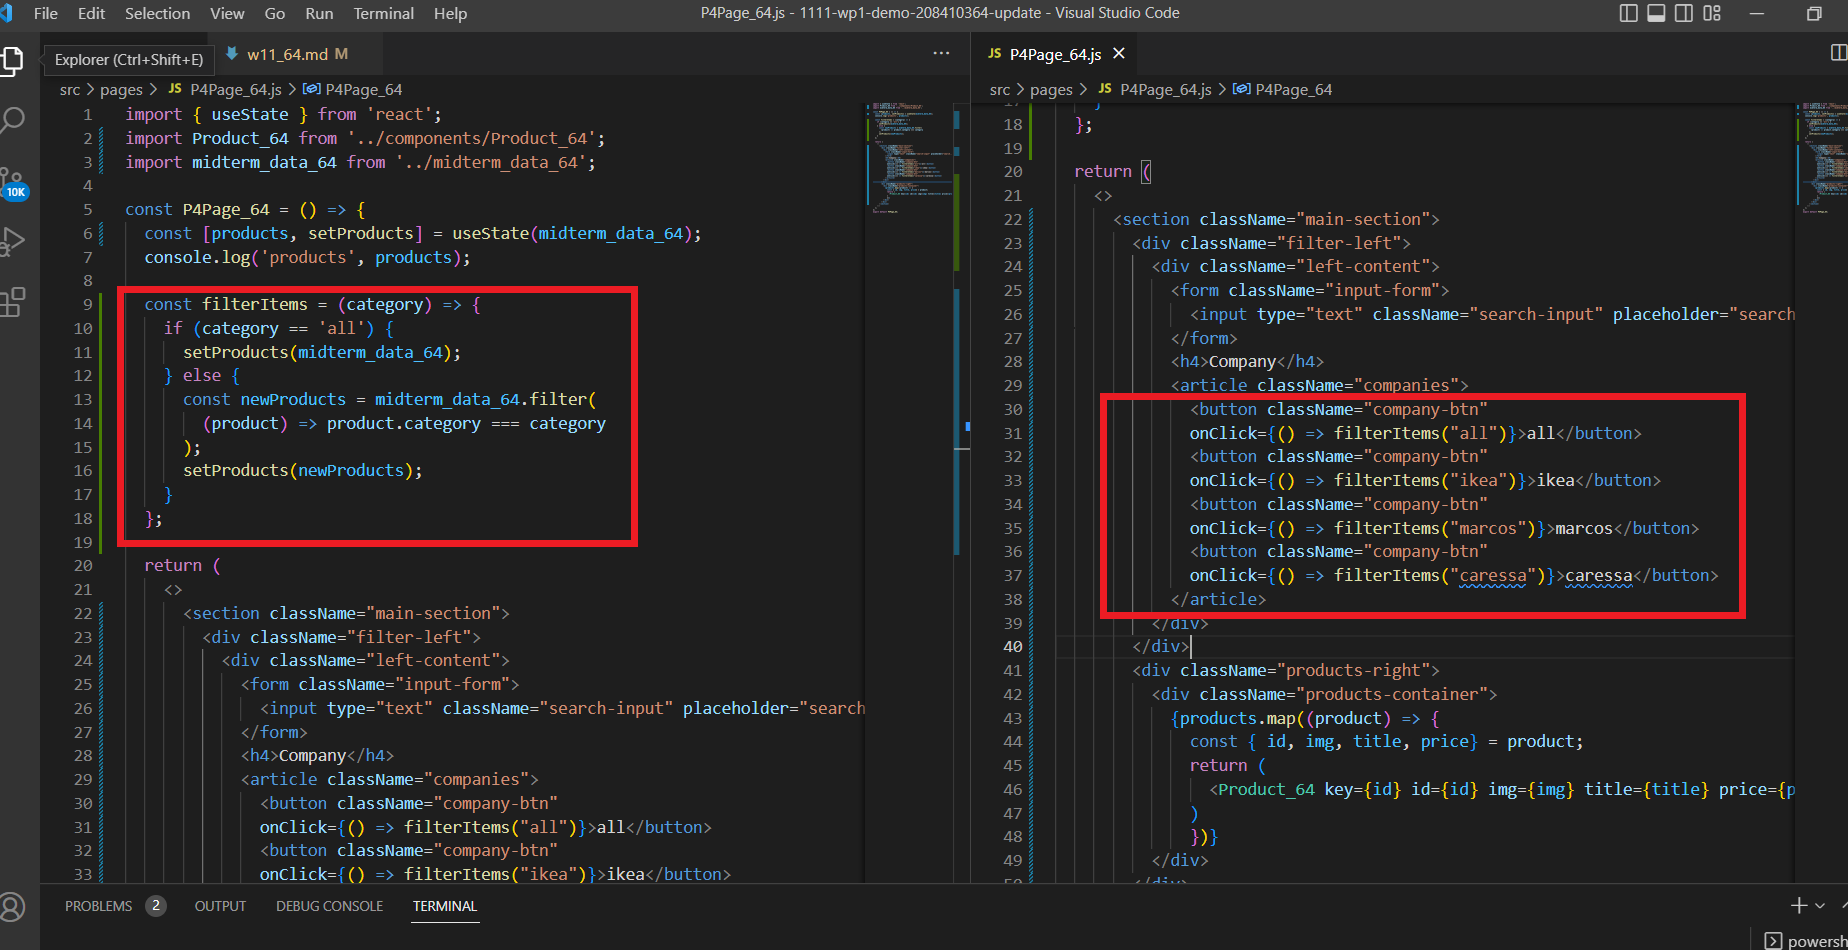 File Edit Selection View Go Run Terminal Help
P4Page_64.js - 1111-wp1-demo-208410364-update - Visual Studio Code
Explorer (Ctrl+Shift+E)
w11_64.md M
src > pages > JS P4Page_64.js > P4Page_64
1 import { useState } from 'react';
2 import Product_64 from '../components/Product_64';
3 import midterm_data_64 from '../midterm_data_64';
4
5 const P4Page_64 = () => {
6 const [products, setProducts] = useState(midterm_data_64);
7 console.log('products', products);
8
9 const filterItems = (category) => {
10 if (category == 'all') {
11 setProducts(midterm_data_64);
12 } else {
13 const newProducts = midterm_data_64.filter(
14 (product) => product.category === category
15 );
16 setProducts(newProducts);
17 }
18 };
19
20 return (
21 <>
22 <section className="main-section">
23 <div className="filter-left">
24 <div className="left-content">
25 <form className="input-form">
26 <input type="text" className="search-input" placeholder="search
27 </form>
28 <h4>Company</h4>
29 <article className="companies">
30 <button className="company-btn"
31 onClick={() => filterItems("all")}>all</button>
32 <button className="company-btn"
33 onClick={() => filterItems("ikea")}>ikea</button>
JS P4Page_64.js
src > pages > JS P4Page_64.js > P4Page_64
17 }
18 };
19
20 return (
21 <>
22 <section className="main-section">
23 <div className="filter-left">
24 <div className="left-content">
25 <form className="input-form">
26 <input type="text" className="search-input" placeholder="search
27 </form>
28 <h4>Company</h4>
29 <article className="companies">
30 <button className="company-btn"
31 onClick={() => filterItems("all")}>all</button>
32 <button className="company-btn"
33 onClick={() => filterItems("ikea")}>ikea</button>
34 <button className="company-btn"
35 onClick={() => filterItems("marcos")}>marcos</button>
36 <button className="company-btn"
37 onClick={() => filterItems("caressa")}>caressa</button>
38 </article>
39 </div>
40 </div>
41 <div className="products-right">
42 <div className="products-container">
43 {products.map((product) => {
44 const { id, img, title, price} = product;
45 return (
46 <Product_64 key={id} id={id} img={img} title={title} price={p
47 )
48 })}
49 </div>
50 </div>
10K
PROBLEMS 2 OUTPUT DEBUG CONSOLE TERMINAL
powersh